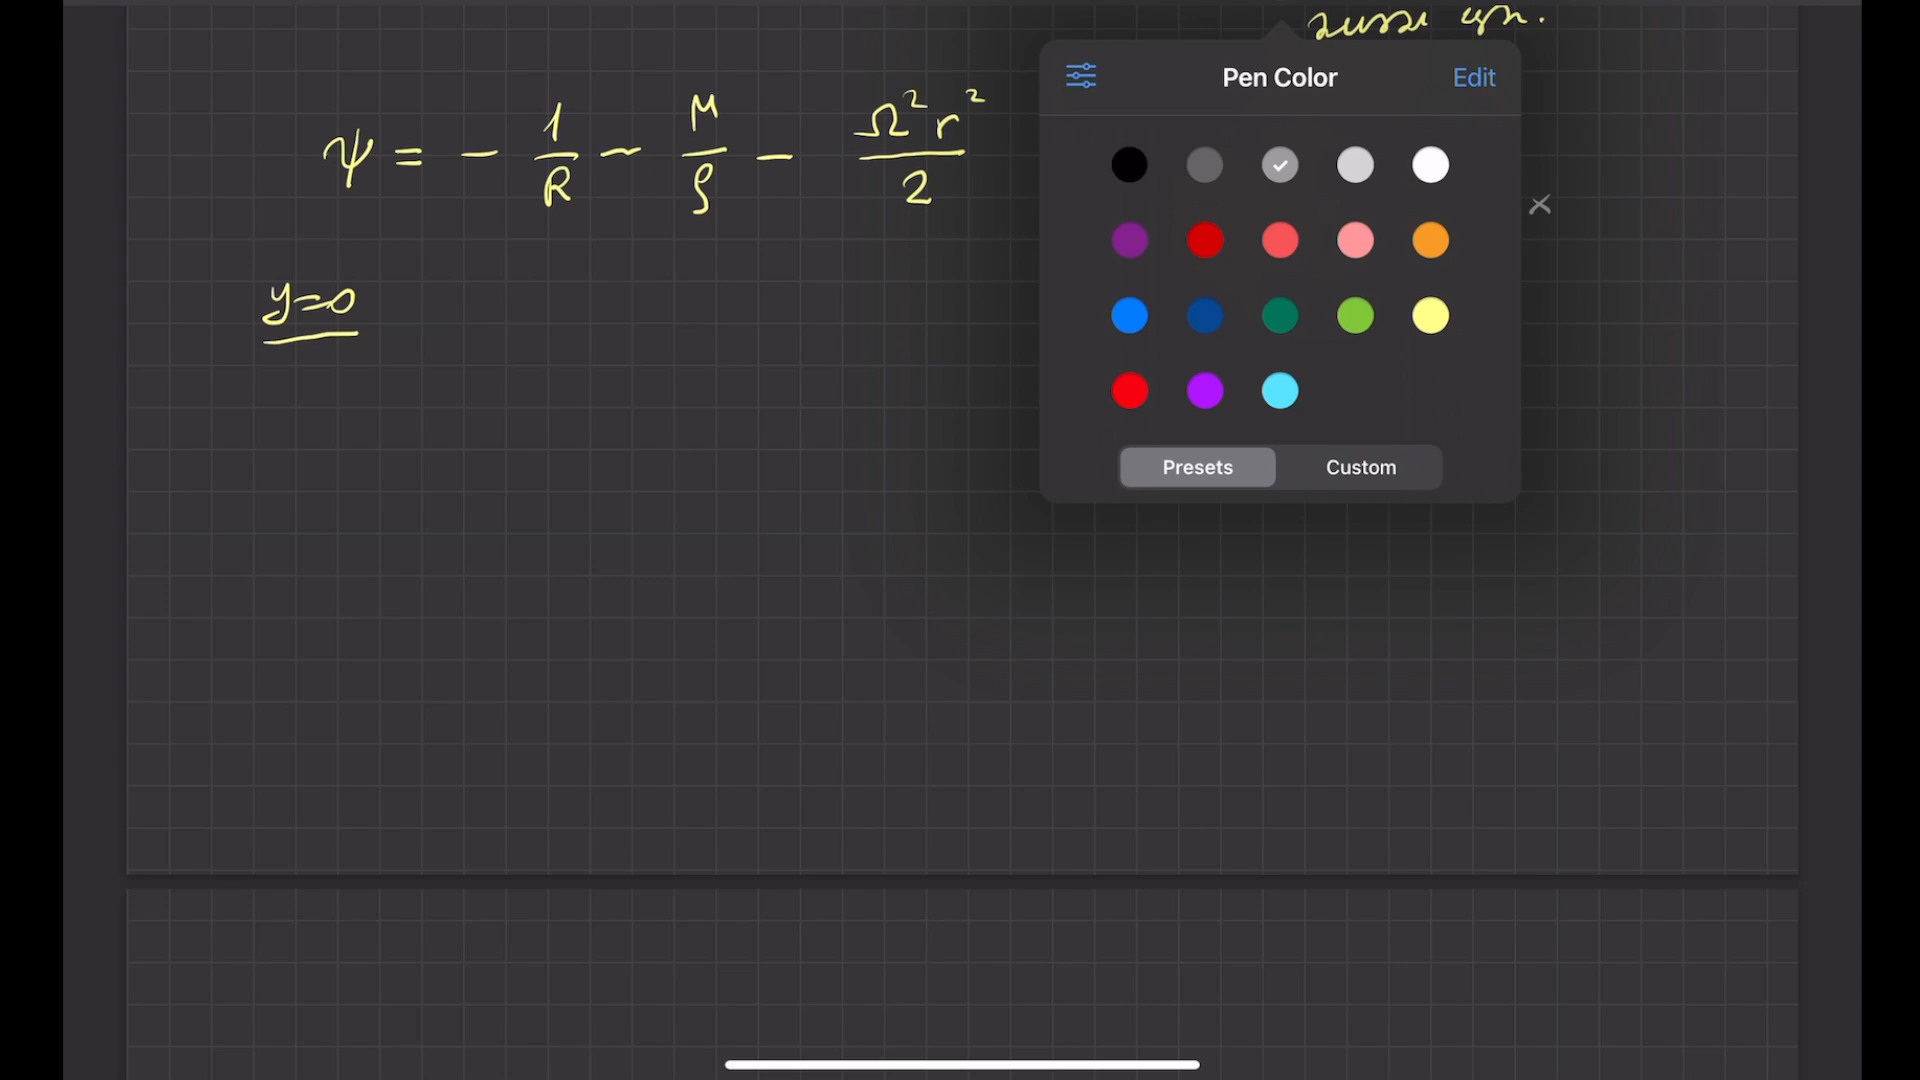 Pen Color
Edit
ψ = - 1/R - M/ρ - Ω²r²/2
x
y=0
Presets
Custom